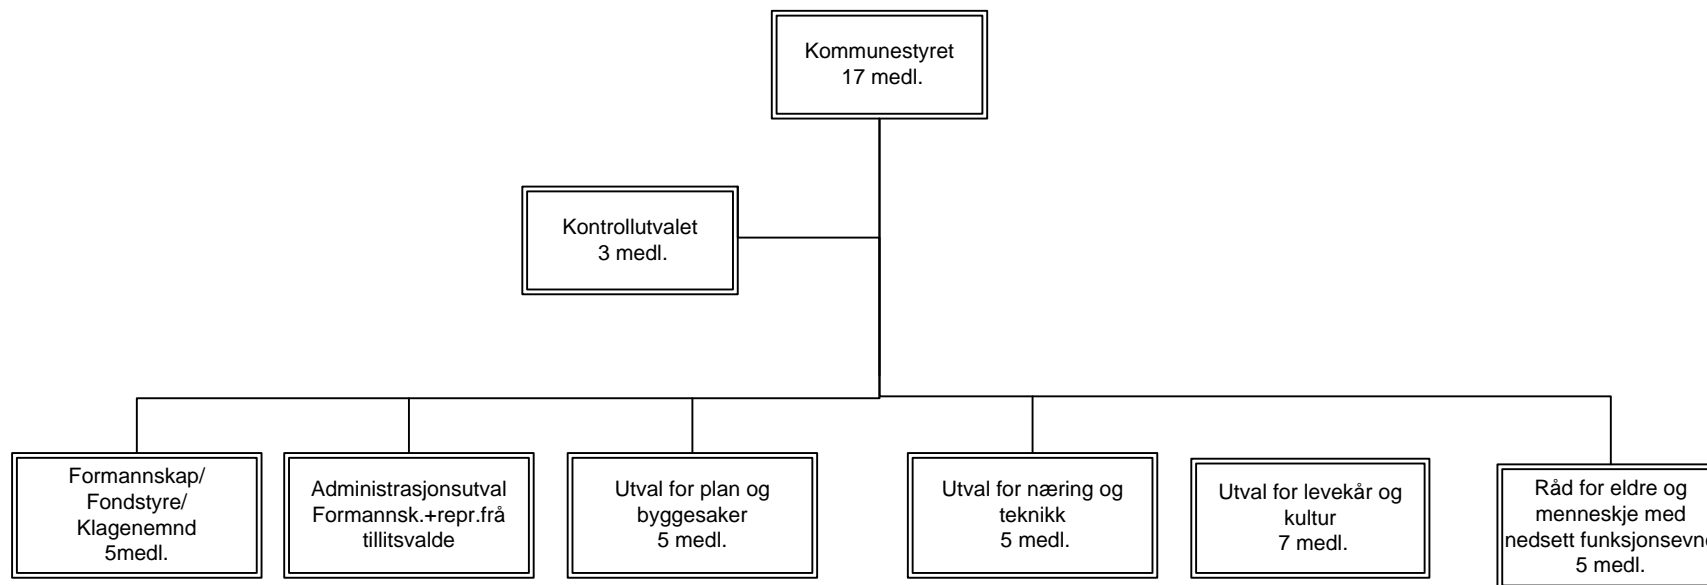 Kommunestyret
17 medl.
Kontrollutvalet
3 medl.
Formannskap/
Fondstyre/
Klagenemnd
5medl.
Administrasjonsutval
Formannsk.+repr.frå
tillitsvalde
Utval for plan og
byggesaker
5 medl.
Utval for næring og
teknikk
5 medl.
Utval for levekår og
kultur
7 medl.
Råd for eldre og
menneskje med
nedsett funksjonsevne
5 medl.